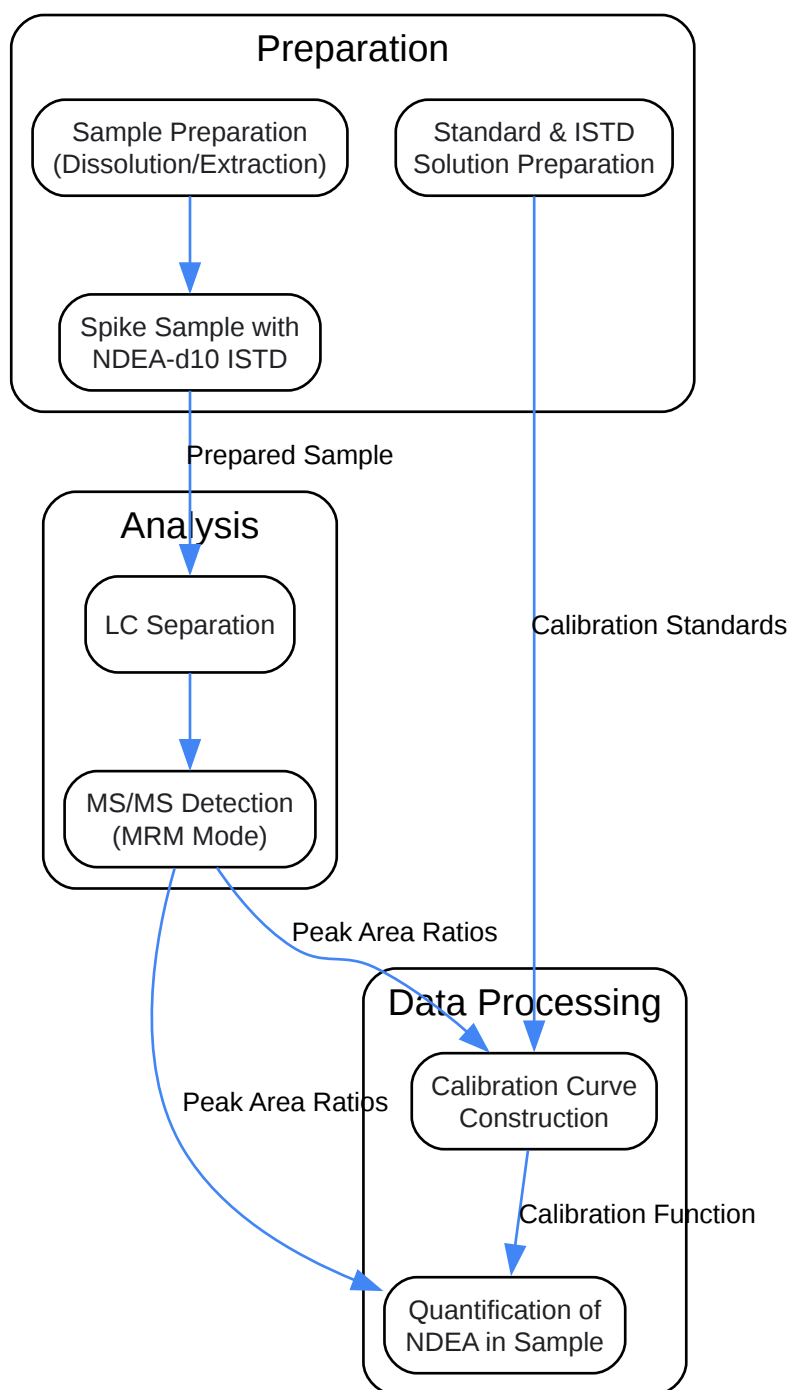 Preparation
Sample Preparation
(Dissolution/Extraction)
Standard & ISTD
Solution Preparation
Spike Sample with
NDEA-d10 ISTD
Prepared Sample
Analysis
LC Separation
Calibration Standards
MS/MS Detection
(MRM Mode)
Peak Area Ratios
Data Processing
Calibration Curve
Construction
Peak Area Ratios
Calibration Function
Quantification of
NDEA in Sample